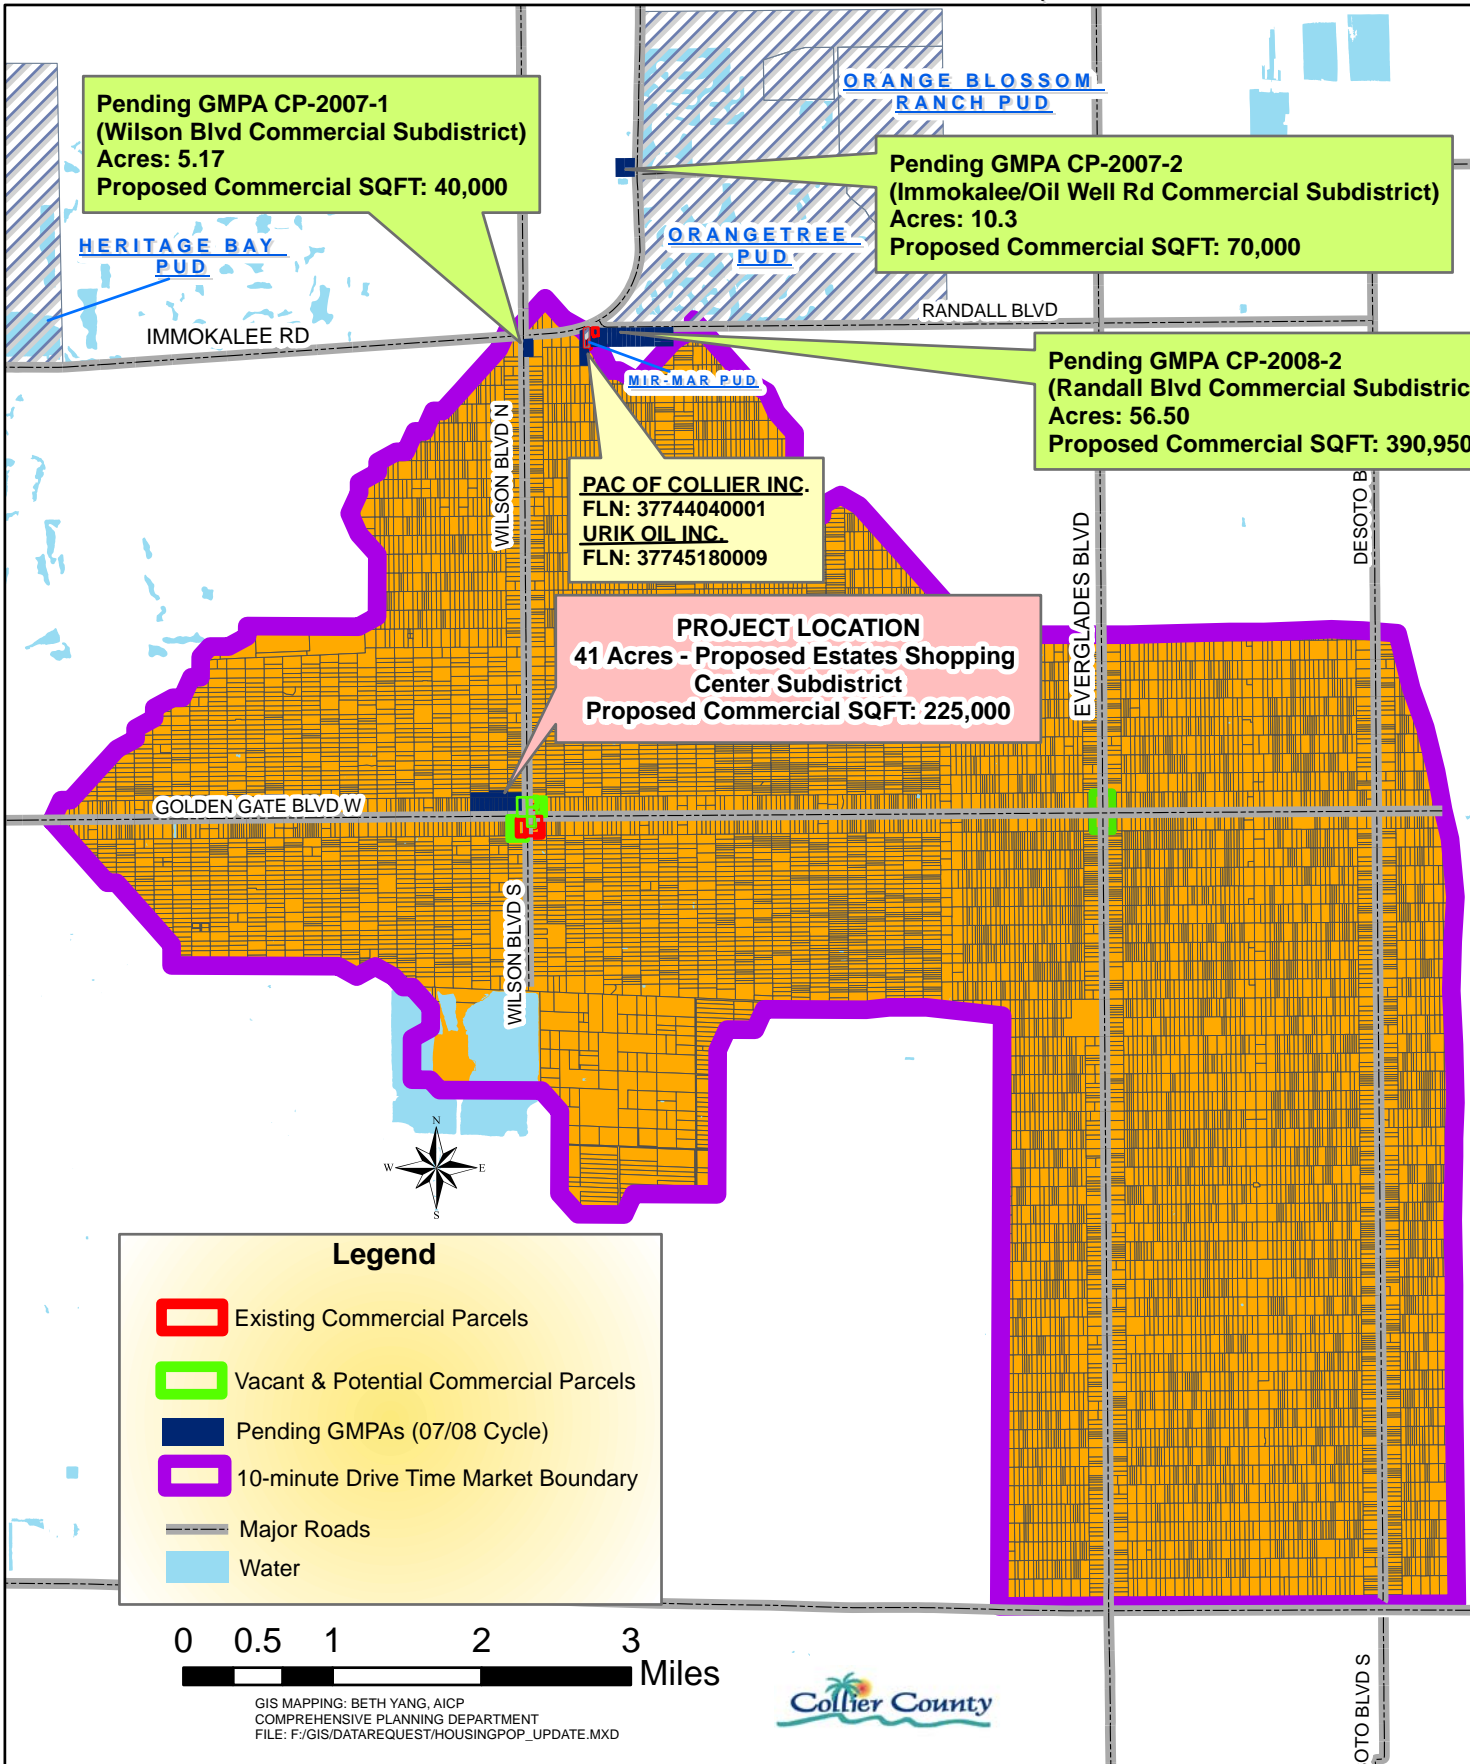 ORANGE BLOSSOM
RANCH PUD
Pending GMPA CP-2007-1
(Wilson Blvd Commercial Subdistrict)
Acres: 5.17
Proposed Commercial SQFT: 40,000
Pending GMPA CP-2007-2
(Immokalee/Oil Well Rd Commercial Subdistrict)
Acres: 10.3
Proposed Commercial SQFT: 70,000
HERITAGE BAY
PUD
ORANGETREE
PUD
IMMOKALEE RD
RANDALL BLVD
Pending GMPA CP-2008-2
(Randall Blvd Commercial Subdistric
Acres: 56.50
Proposed Commercial SQFT: 390,950
MIR-MAR PUD
WILSON BLVD N
PAC OF COLLIER INC.
FLN: 37744040001
URIK OIL INC.
FLN: 37745180009
EVERGLADES BLVD
DESOTO B
PROJECT LOCATION
41 Acres - Proposed Estates Shopping
Center Subdistrict
Proposed Commercial SQFT: 225,000
GOLDEN GATE BLVD W
WILSON BLVD S
N
W
E
S
Legend
Existing Commercial Parcels
Vacant & Potential Commercial Parcels
Pending GMPAs (07/08 Cycle)
10-minute Drive Time Market Boundary
Major Roads
Water
0 0.5 1 2 3
Miles
GIS MAPPING: BETH YANG, AICP
COMPREHENSIVE PLANNING DEPARTMENT
FILE: F:/GIS/DATAREQUEST/HOUSINGPOP_UPDATE.MXD
Collier County
OTO BLVD S